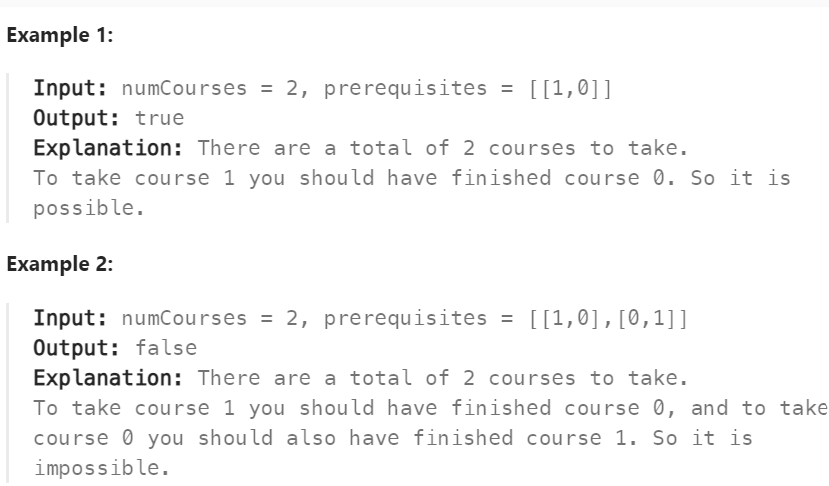 Example 1:
Input: numCourses = 2, prerequisites = [[1,0]]
Output: true
Explanation: There are a total of 2 courses to take.
To take course 1 you should have finished course 0. So it is
possible.
Example 2:
Input: numCourses = 2, prerequisites = [[1,0],[0,1]]
Output: false
Explanation: There are a total of 2 courses to take.
To take course 1 you should have finished course 0, and to take
course 0 you should also have finished course 1. So it is
impossible.